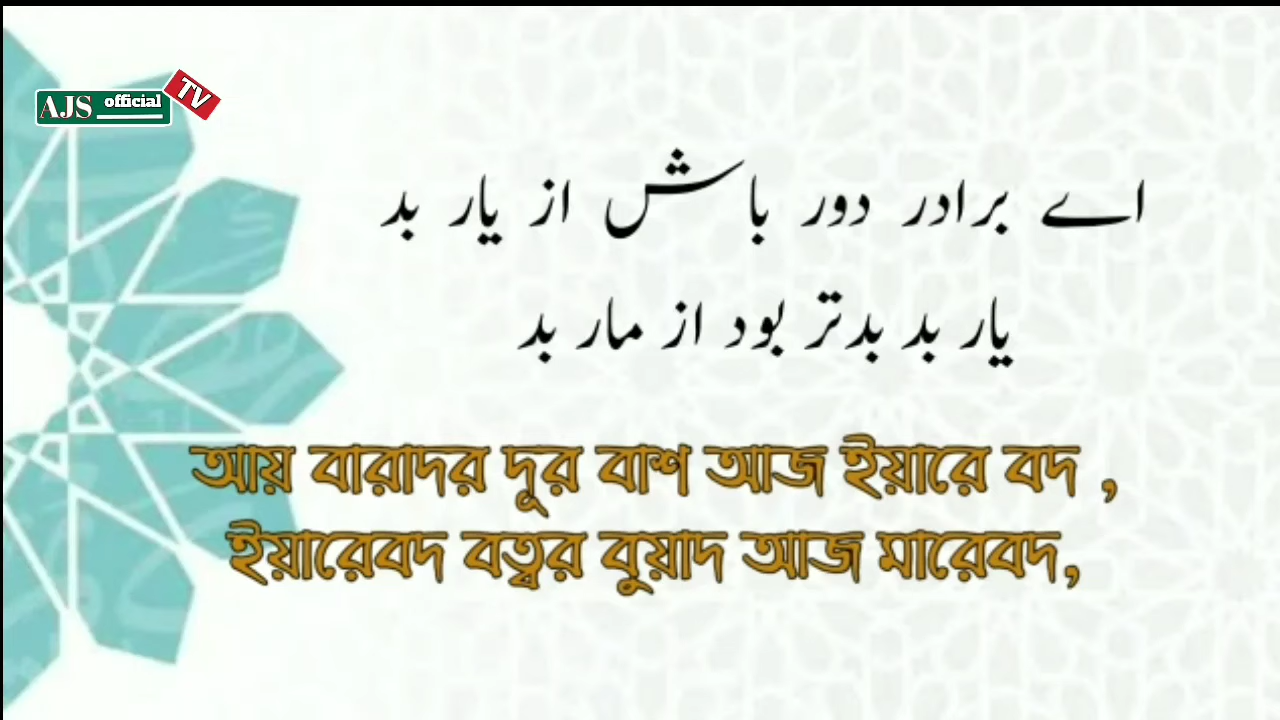 AJS official TV
اے برادر دور باش از یار بد
یار بد بدتر بود از مار بد
আয় বারাদর দূর বাশ আজ ইয়ারে বদ ,
ইয়ারেবদ বত্বর বুয়াদ আজ মারেবদ,